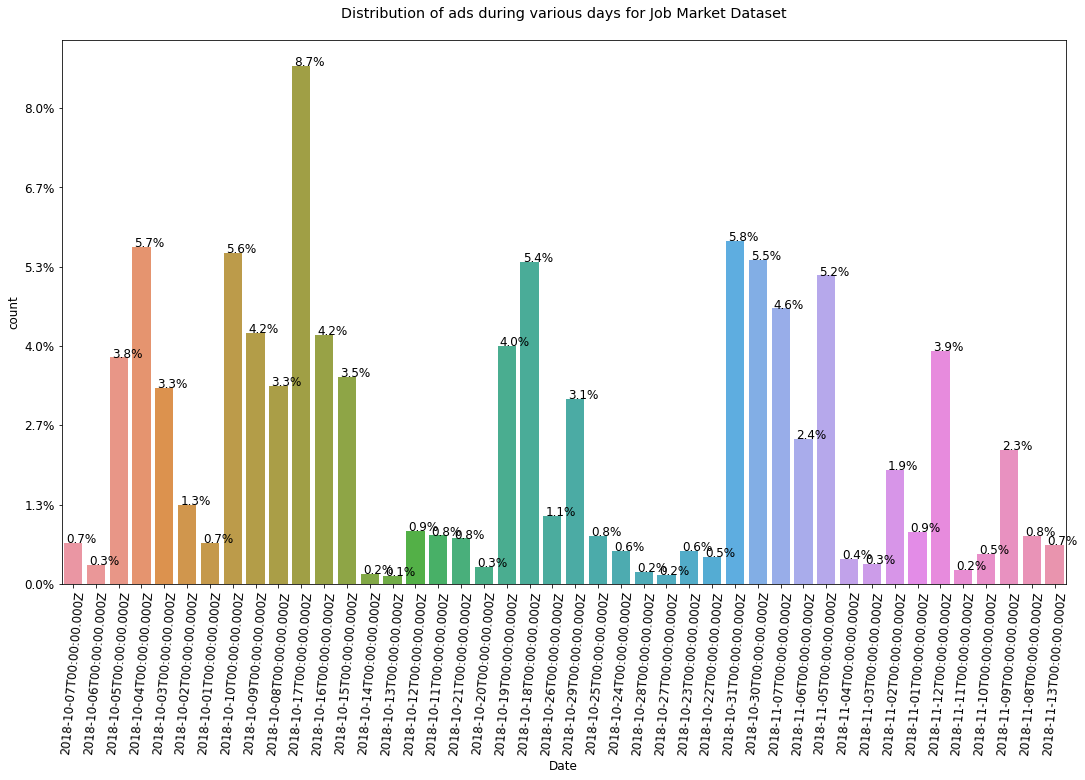 Distribution of ads during various days for Job Market Dataset
count
8.0%
6.7%
5.3%
4.0%
2.7%
1.3%
0.0%
0.7%
0.3%
3.8%
5.7%
3.3%
1.3%
0.7%
5.6%
4.2%
3.3%
8.7%
4.2%
3.5%
0.2%
0.1%
0.9%
0.8%
0.8%
0.3%
4.0%
5.4%
1.1%
3.1%
0.8%
0.6%
0.2%
0.2%
0.6%
0.5%
5.8%
5.5%
4.6%
2.4%
5.2%
0.4%
0.3%
1.9%
0.9%
3.9%
0.2%
0.5%
2.3%
0.8%
0.7%
2018-10-07T00:00:00.000Z
2018-10-06T00:00:00.000Z
2018-10-05T00:00:00.000Z
2018-10-04T00:00:00.000Z
2018-10-03T00:00:00.000Z
2018-10-02T00:00:00.000Z
2018-10-01T00:00:00.000Z
2018-10-10T00:00:00.000Z
2018-10-09T00:00:00.000Z
2018-10-08T00:00:00.000Z
2018-10-17T00:00:00.000Z
2018-10-16T00:00:00.000Z
2018-10-15T00:00:00.000Z
2018-10-14T00:00:00.000Z
2018-10-13T00:00:00.000Z
2018-10-12T00:00:00.000Z
2018-10-11T00:00:00.000Z
2018-10-21T00:00:00.000Z
2018-10-20T00:00:00.000Z
2018-10-19T00:00:00.000Z
2018-10-18T00:00:00.000Z
2018-10-26T00:00:00.000Z
2018-10-29T00:00:00.000Z
2018-10-25T00:00:00.000Z
2018-10-24T00:00:00.000Z
2018-10-28T00:00:00.000Z
2018-10-27T00:00:00.000Z
2018-10-23T00:00:00.000Z
2018-10-22T00:00:00.000Z
2018-10-31T00:00:00.000Z
2018-10-30T00:00:00.000Z
2018-11-07T00:00:00.000Z
2018-11-06T00:00:00.000Z
2018-11-05T00:00:00.000Z
2018-11-04T00:00:00.000Z
2018-11-03T00:00:00.000Z
2018-11-02T00:00:00.000Z
2018-11-01T00:00:00.000Z
2018-11-12T00:00:00.000Z
2018-11-11T00:00:00.000Z
2018-11-10T00:00:00.000Z
2018-11-09T00:00:00.000Z
2018-11-08T00:00:00.000Z
2018-11-13T00:00:00.000Z
Date